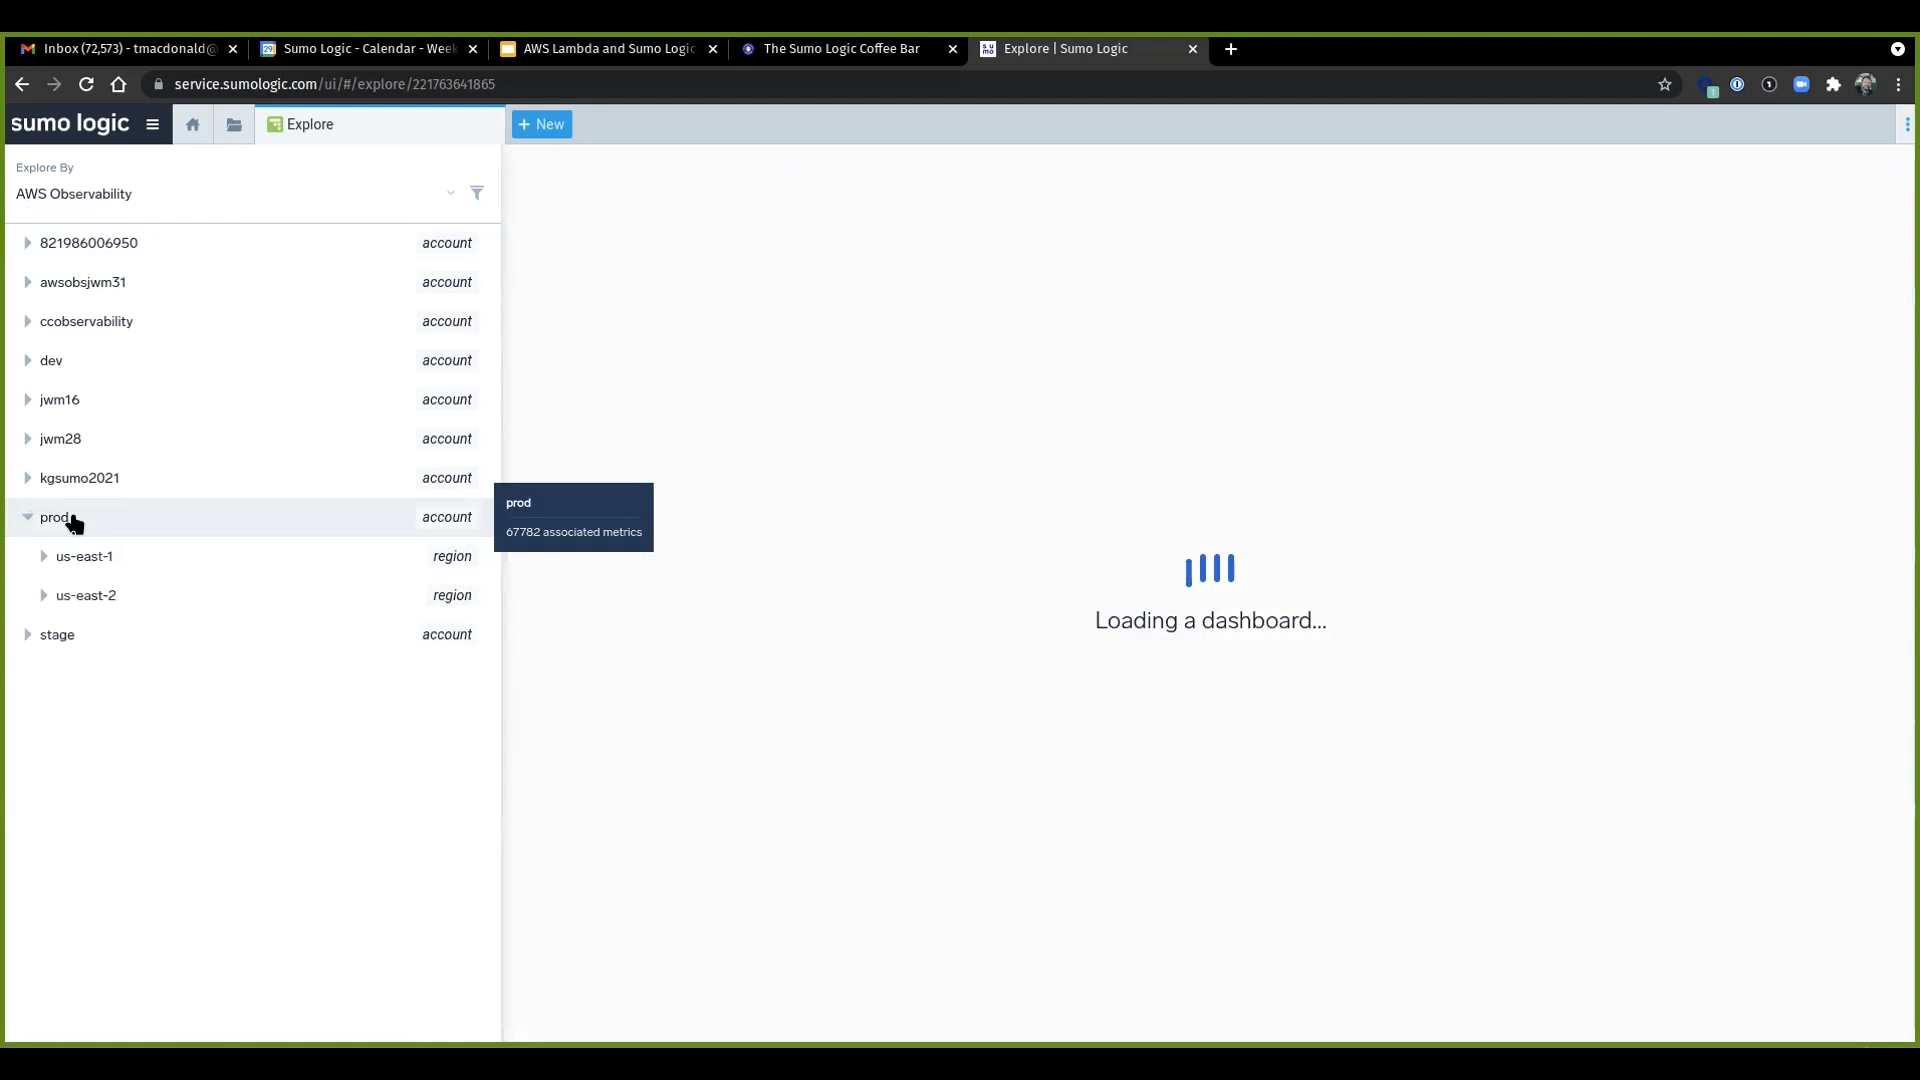 Inbox (72,573) - tmacdonald@
Sumo Logic - Calendar - Week
AWS Lambda and Sumo Logic
The Sumo Logic Coffee Bar
Explore | Sumo Logic
service.sumologic.com/ui/#/explore/221763641865
sumo logic
Explore
+ New
Explore By
AWS Observability
821986006950 account
awsobsjwm31 account
ccobservability account
dev account
jwm16 account
jwm28 account
kgsumo2021 account
prod account
prod
67782 associated metrics
us-east-1 region
us-east-2 region
stage account
Loading a dashboard...